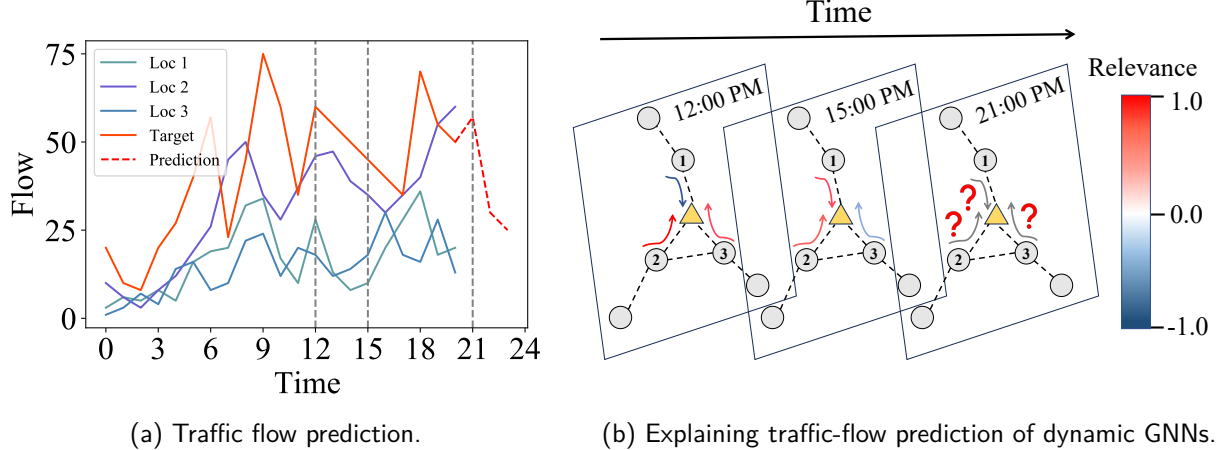 75
50
25
0
Flow
Loc 1
Loc 2
Loc 3
Target
Prediction
0 3 6 9 12 15 18 21 24
Time
(a) Traffic flow prediction.
Time
12:00 PM
1
2
3
15:00 PM
1
2
3
21:00 PM
1
2
3
?
?
?
Relevance
1.0
0.0
-1.0
(b) Explaining traffic-flow prediction of dynamic GNNs.